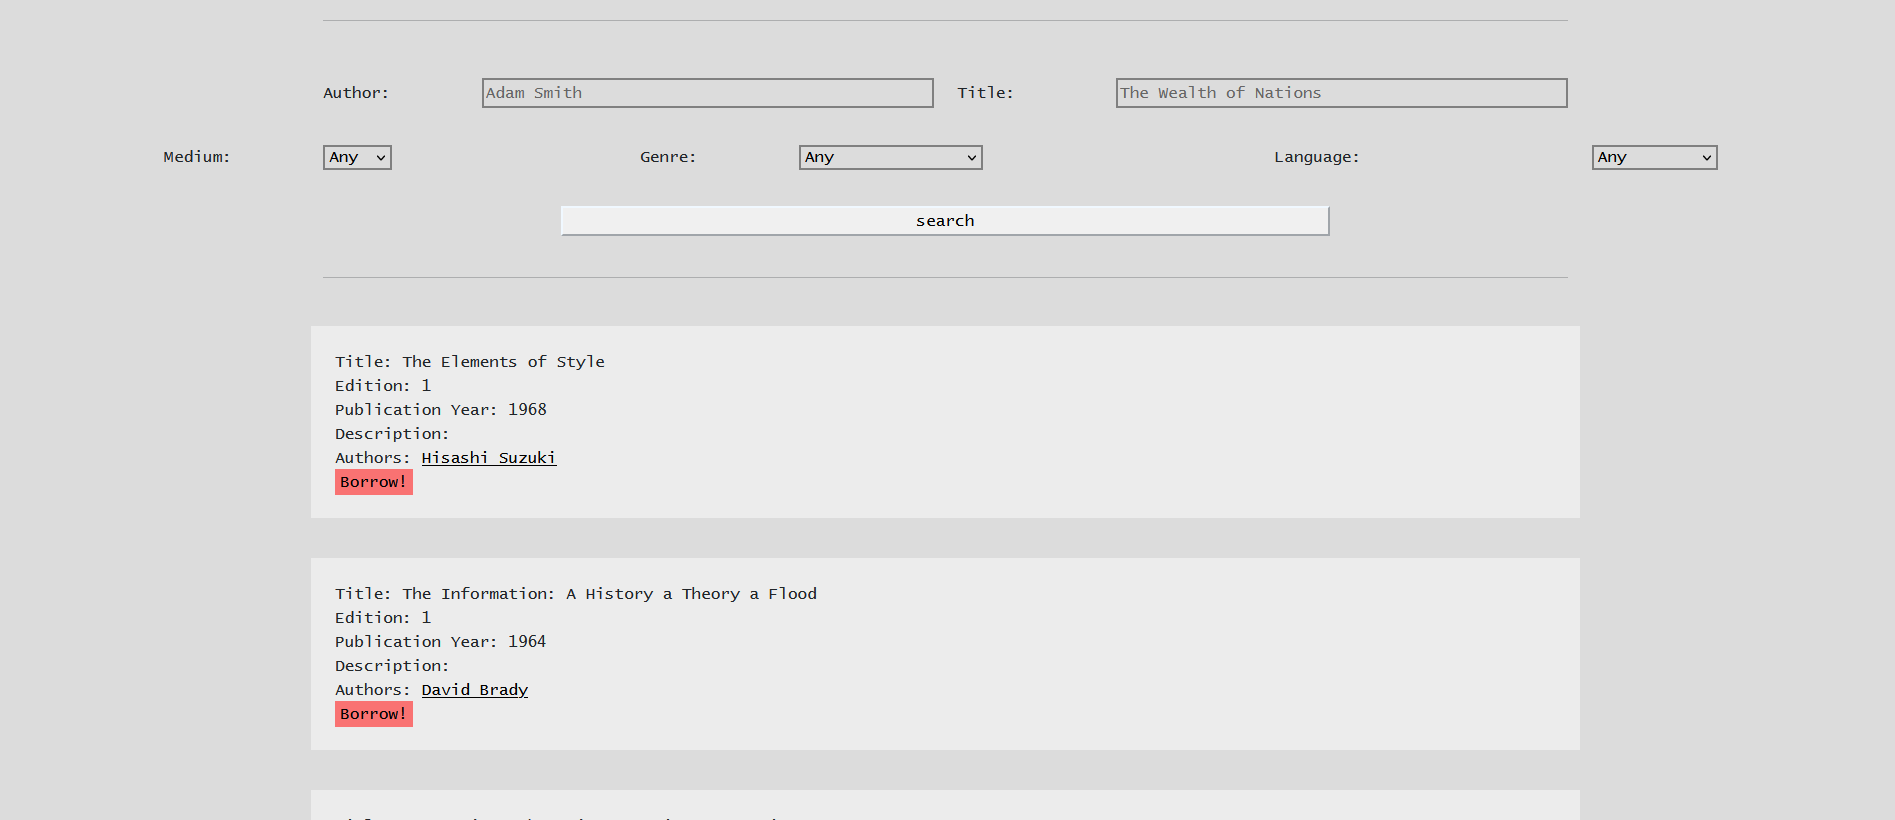 Author: Adam Smith Title: The Wealth of Nations
Medium: Any Genre: Any Language: Any
search
Title: The Elements of Style
Edition: 1
Publication Year: 1968
Description:
Authors: Hisashi Suzuki
Borrow!
Title: The Information: A History a Theory a Flood
Edition: 1
Publication Year: 1964
Description:
Authors: David Brady
Borrow!